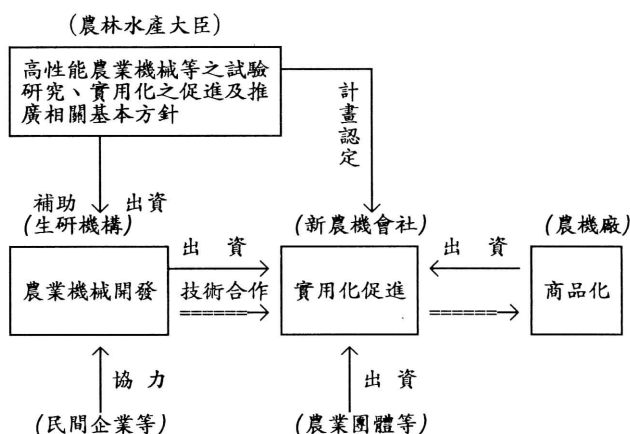 (農林水產大臣)
高性能農業機械等之試驗
研究、實用化之促進及推
廣相關基本方針
計畫認定
補助 出資
(生研機構)
(新農機會社)
(農機廠)
出資
出資
農業機械開發
技術合作
實用化促進
商品化
協力
出資
(民間企業等)
(農業團體等)